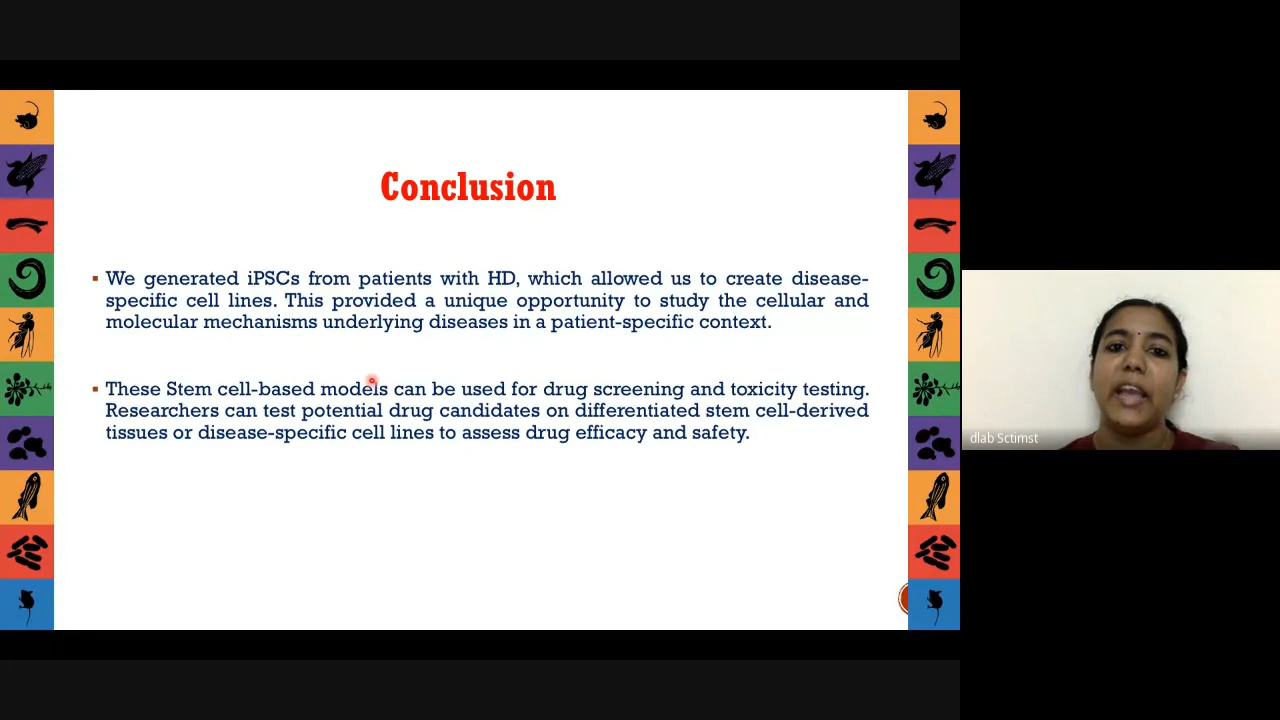 Conclusion
▪ We generated iPSCs from patients with HD, which allowed us to create disease-
specific cell lines. This provided a unique opportunity to study the cellular and
molecular mechanisms underlying diseases in a patient-specific context.
▪ These Stem cell-based models can be used for drug screening and toxicity testing.
Researchers can test potential drug candidates on differentiated stem cell-derived
tissues or disease-specific cell lines to assess drug efficacy and safety.
dlab Sctimst